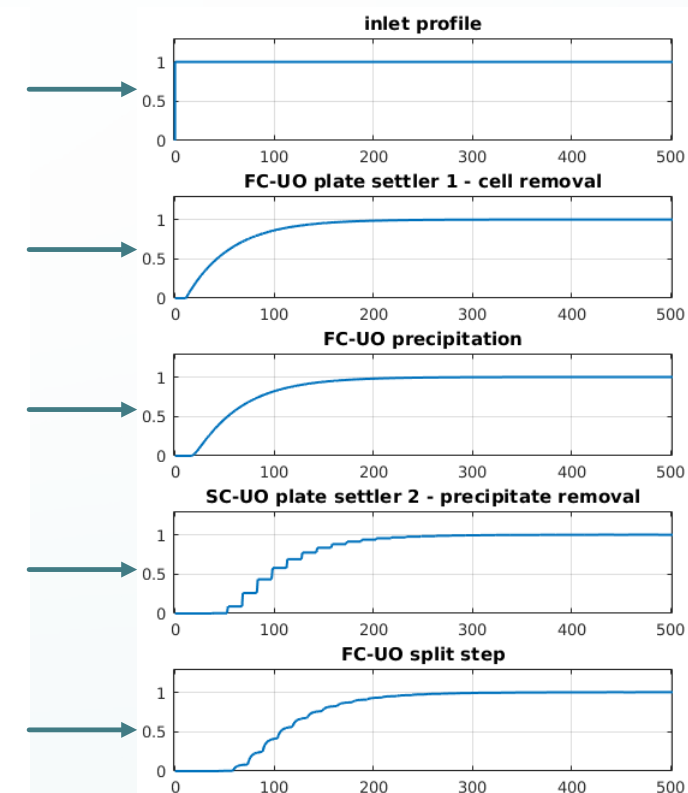 inlet profile
1
0.5
0
0 100 200 300 400 500
FC-UO plate settler 1 - cell removal
1
0.5
0
0 100 200 300 400 500
FC-UO precipitation
1
0.5
0
0 100 200 300 400 500
SC-UO plate settler 2 - precipitate removal
1
0.5
0
0 100 200 300 400 500
FC-UO split step
1
0.5
0
0 100 200 300 400 500